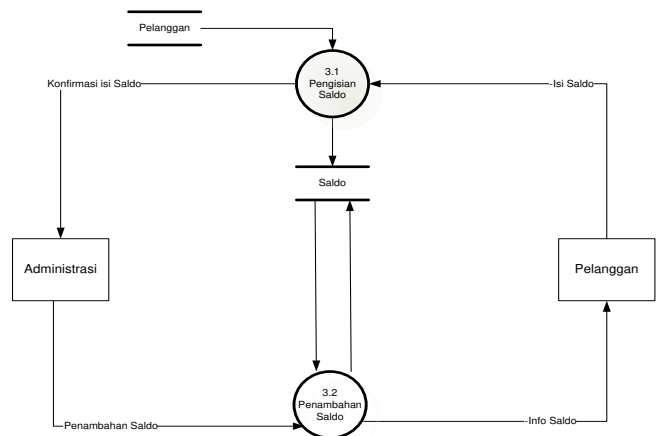 Pelanggan
3.1
Pengisian
Saldo
Konfirmasi isi Saldo
-Isi Saldo
Saldo
Administrasi
Pelanggan
3.2
Penambahan
Saldo
Penambahan Saldo
-Info Saldo